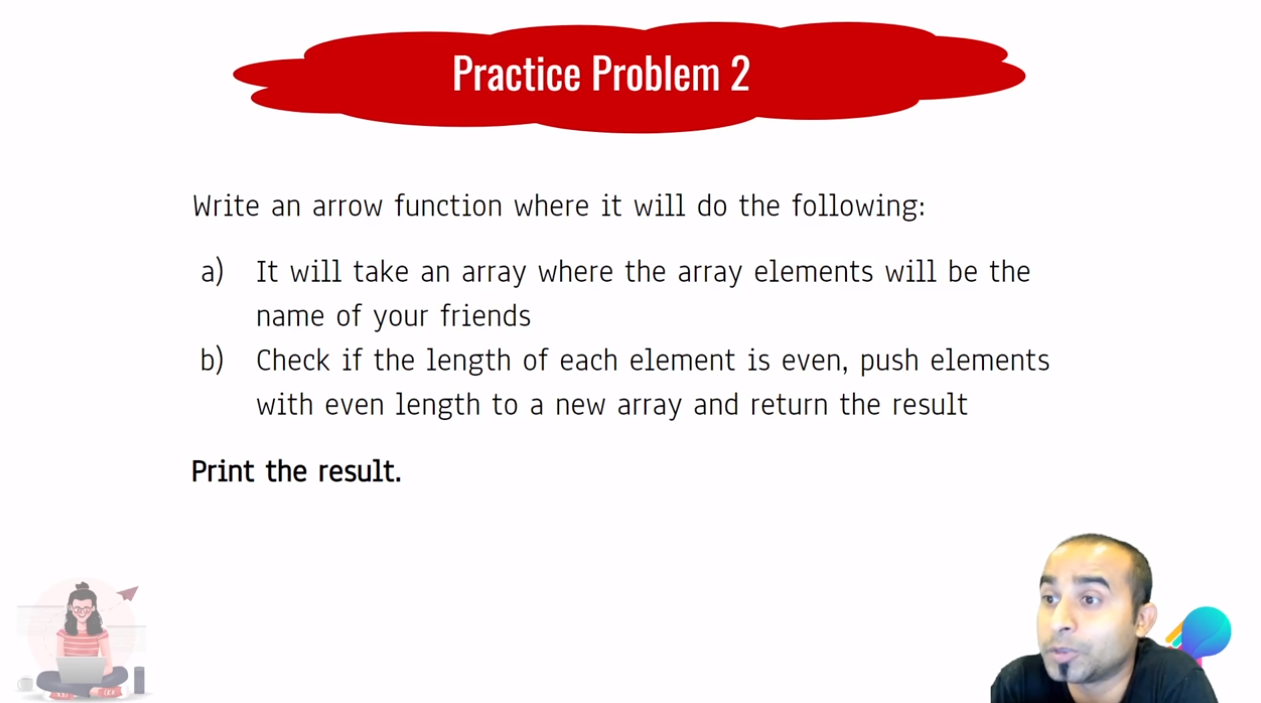 Practice Problem 2
Write an arrow function where it will do the following:
a) It will take an array where the array elements will be the
name of your friends
b) Check if the length of each element is even, push elements
with even length to a new array and return the result
Print the result.